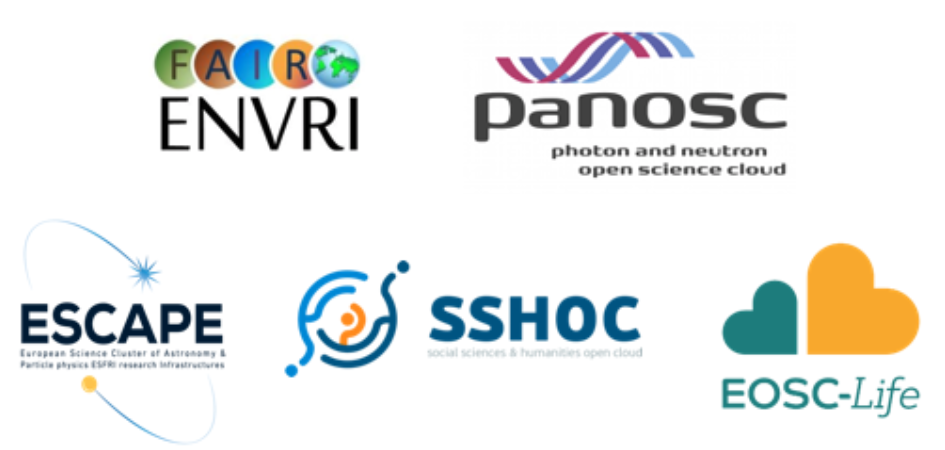 FAIR
ENVRI
panosc
photon and neutron
open science cloud
ESCAPE
European Science Cluster of Astronomy &
Particle physics ESFRI research Infrastructures
SSHOC
social sciences & humanities open cloud
EOSC-Life